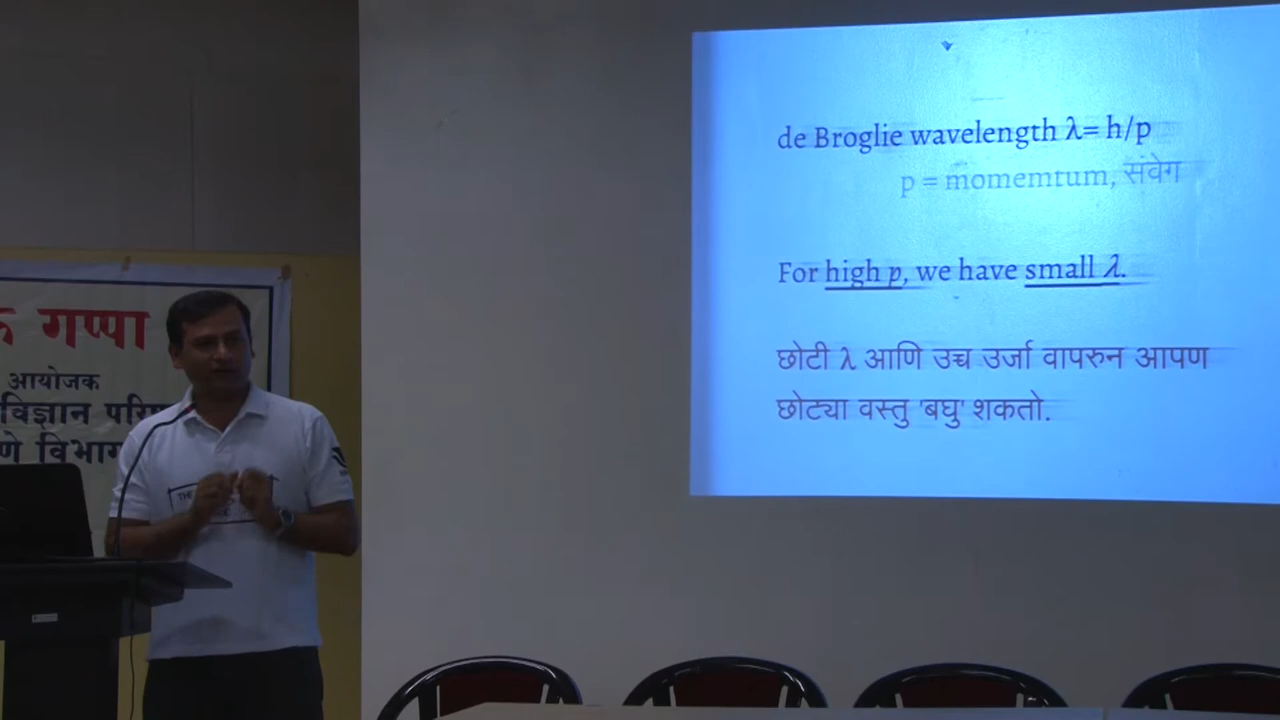 de Broglie wavelength λ= h/p
p = momemtum, संवेग
For high p, we have small λ.
छोटी λ आणि उच्च उर्जा वापरुन आपण
छोट्या वस्तु 'बघु' शकतो.
गप्पा
आयोजक
विज्ञान
विभाग
THE